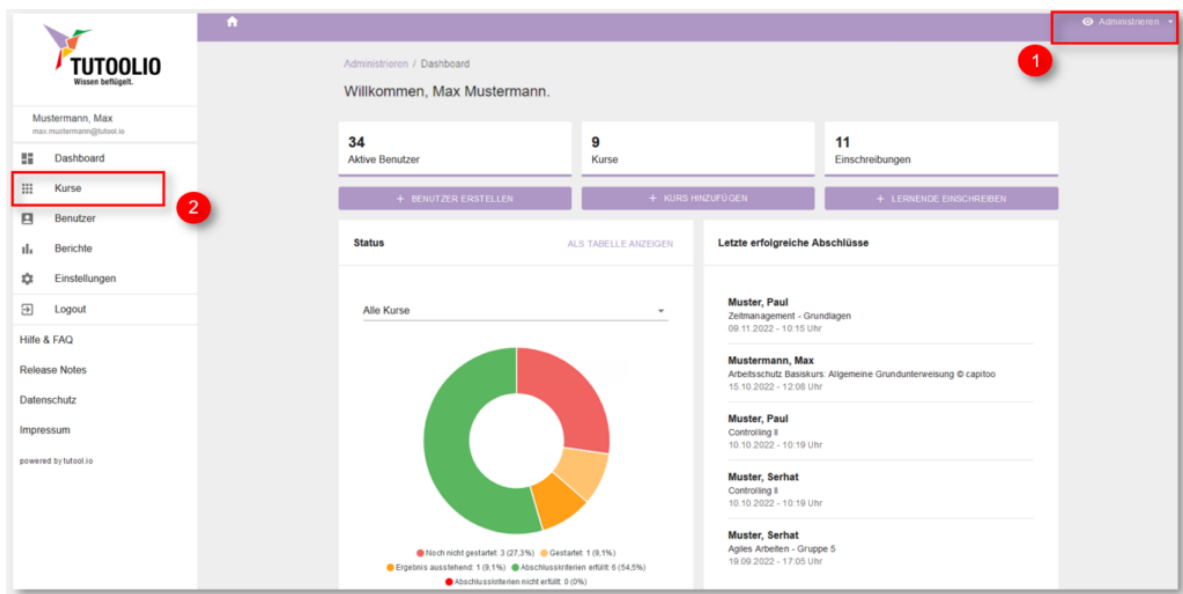 TUTOOLIO
Wissen beflügelt.
Mustermann, Max
max.mustermann@tutool.io
Dashboard
Kurse
2
Benutzer
Berichte
Einstellungen
Logout
Hilfe & FAQ
Release Notes
Datenschutz
Impressum
powered by tutool.io
Administrieren
1
Administrieren / Dashboard
Willkommen, Max Mustermann.
34
Aktive Benutzer
9
Kurse
11
Einschreibungen
+ BENUTZER ERSTELLEN
+ KURS HINZUFÜGEN
+ LERNENDE EINSCHREIBEN
Status
ALS TABELLE ANZEIGEN
Alle Kurse
Noch nicht gestartet: 3 (27,3%) Gestartet: 1 (9,1%)
Ergebnis ausstehend: 1 (9,1%) Abschlusskriterien erfüllt: 6 (54,5%)
Abschlusskriterien nicht erfüllt: 0 (0%)
Letzte erfolgreiche Abschlüsse
Muster, Paul
Zeitmanagement - Grundlagen
09.11.2022 - 10:15 Uhr
Mustermann, Max
Arbeitsschutz Basiskurs: Allgemeine Grundunterweisung © capitoo
15.10.2022 - 12:08 Uhr
Muster, Paul
Controlling II
10.10.2022 - 10:19 Uhr
Muster, Serhat
Controlling II
10.10.2022 - 10:19 Uhr
Muster, Serhat
Agiles Arbeiten - Gruppe 5
19.09.2022 - 17:05 Uhr